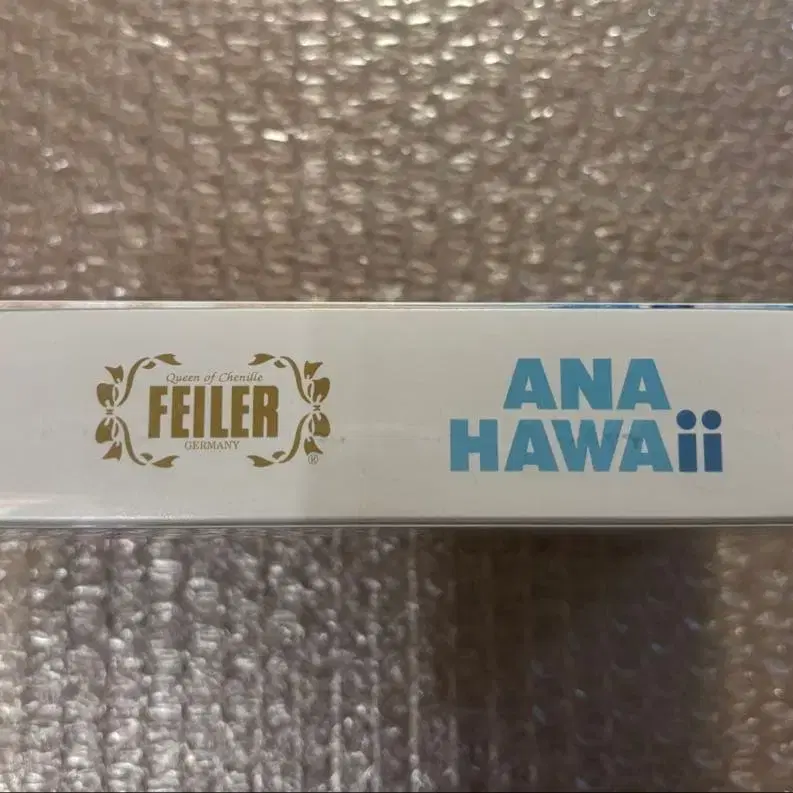 Queen of Chenille
FEILER
GERMANY
®
ANA
HAWAii